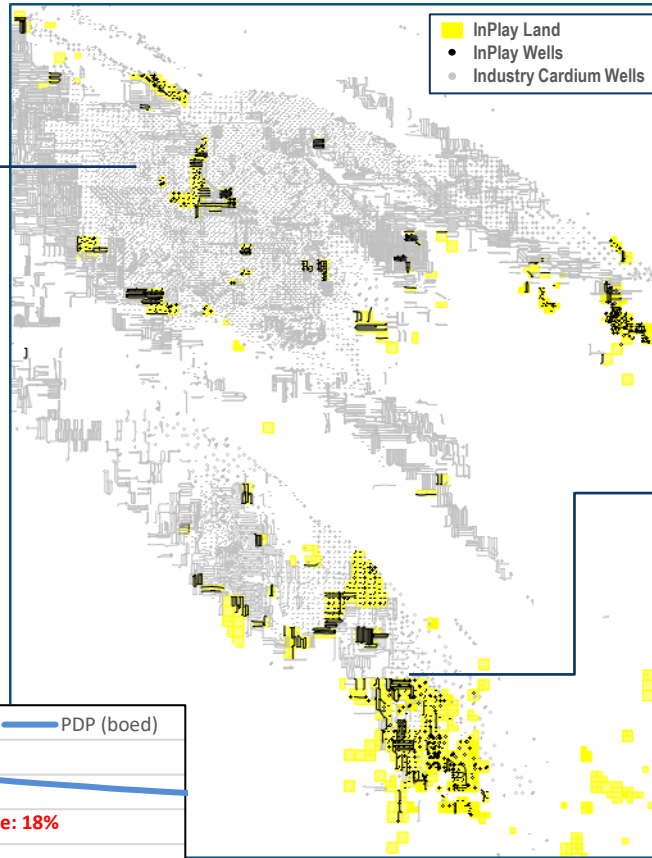 InPlay Land
InPlay Wells
Industry Cardium Wells
PDP (boed)
e: 18%